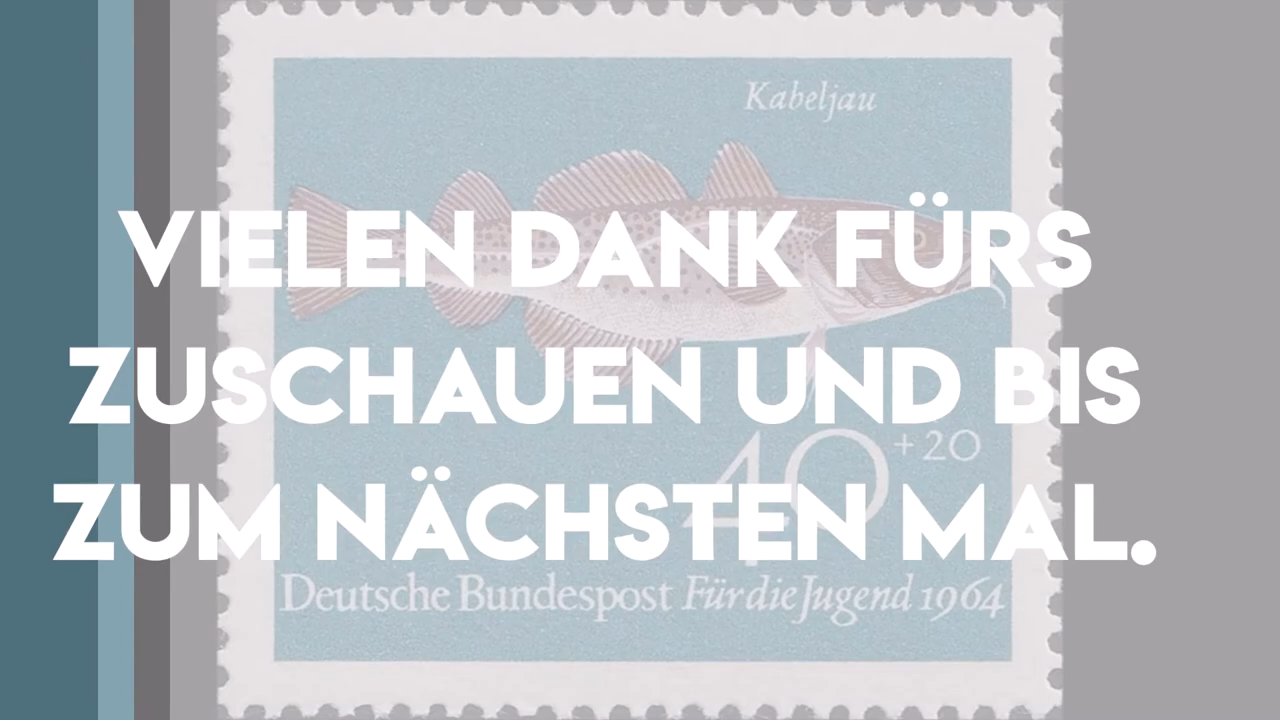 Kabeljau
VIELEN DANK FÜRS
ZUSCHAUEN UND BIS
ZUM NÄCHSTEN MAL.
40 +20
Deutsche Bundespost Für die Jugend 1964